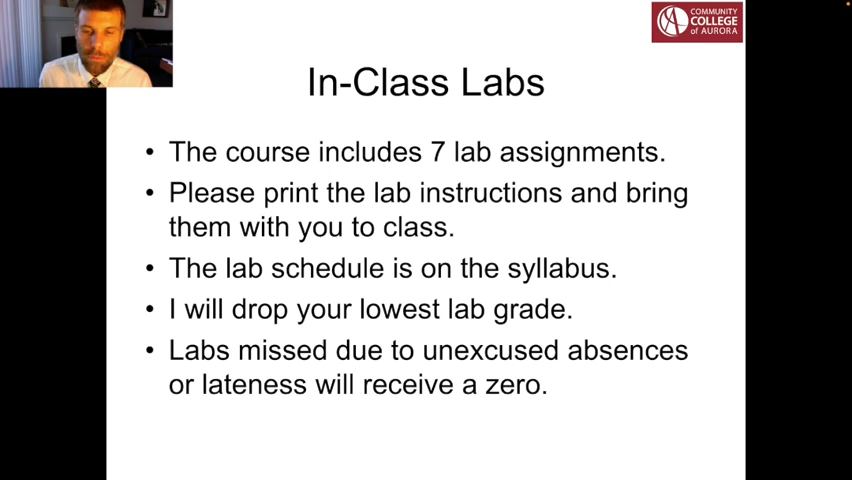 COMMUNITY
COLLEGE
of AURORA
In-Class Labs
• The course includes 7 lab assignments.
• Please print the lab instructions and bring
them with you to class.
• The lab schedule is on the syllabus.
• I will drop your lowest lab grade.
• Labs missed due to unexcused absences
or lateness will receive a zero.